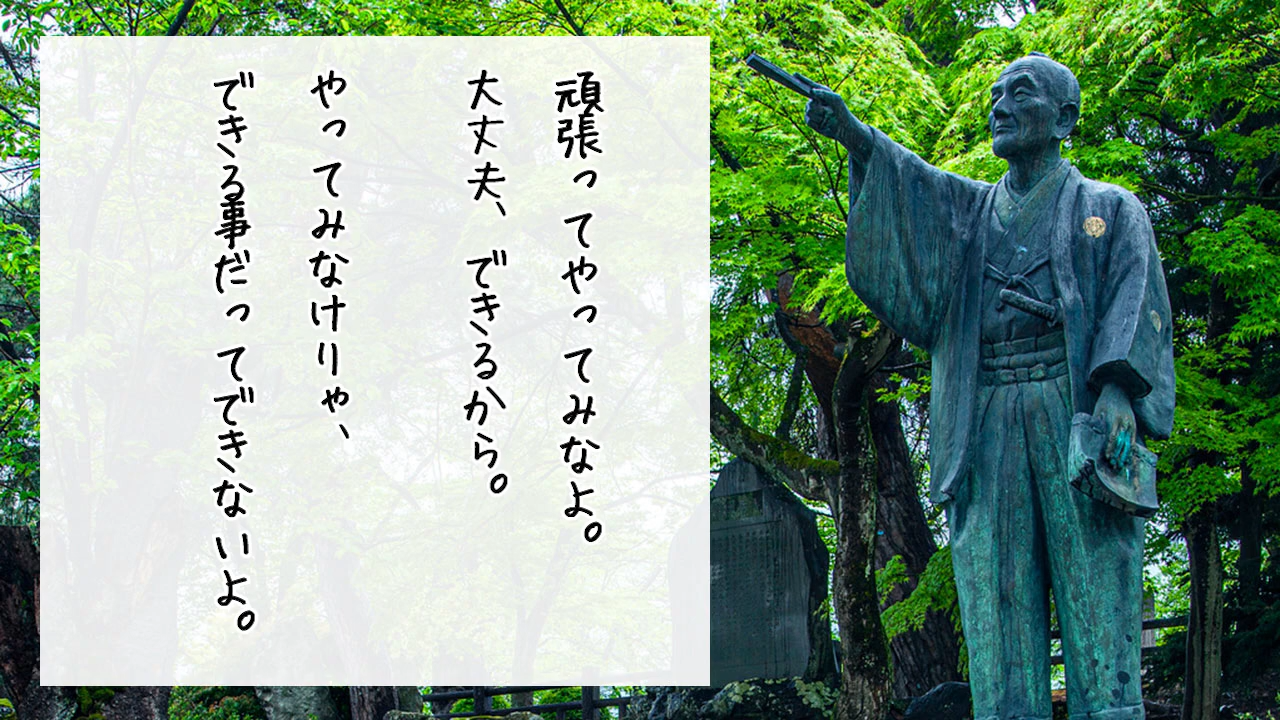 頑張ってやってみなよ。
大丈夫、できるから。
やってみなけりゃ、
できる事だってできないよ。